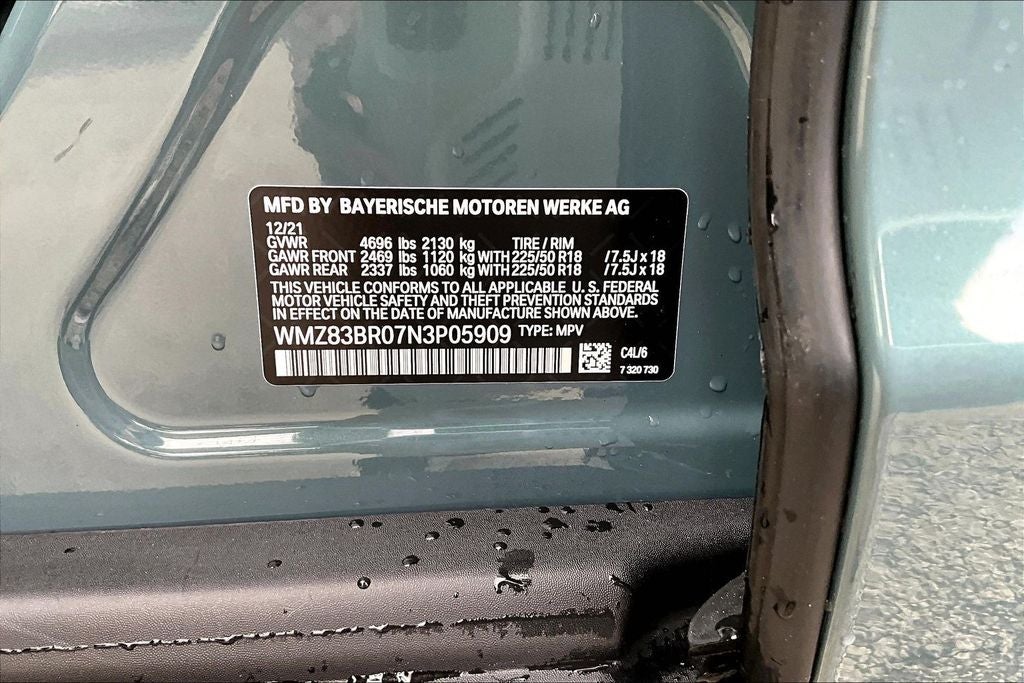 MFD BY BAYERISCHE MOTOREN WERKE AG
12/21
GVWR 4696 lbs 2130 kg TIRE / RIM
GAWR FRONT 2469 lbs 1120 kg WITH 225/50 R18 /7.5J x 18
GAWR REAR 2337 lbs 1060 kg WITH 225/50 R18 /7.5J x 18
THIS VEHICLE CONFORMS TO ALL APPLICABLE U. S. FEDERAL
MOTOR VEHICLE SAFETY AND THEFT PREVENTION STANDARDS
IN EFFECT ON THE DATE OF MANUFACTURE SHOWN ABOVE.
WMZ83BR07N3P05909 TYPE: MPV
C4L/6
7 320 730